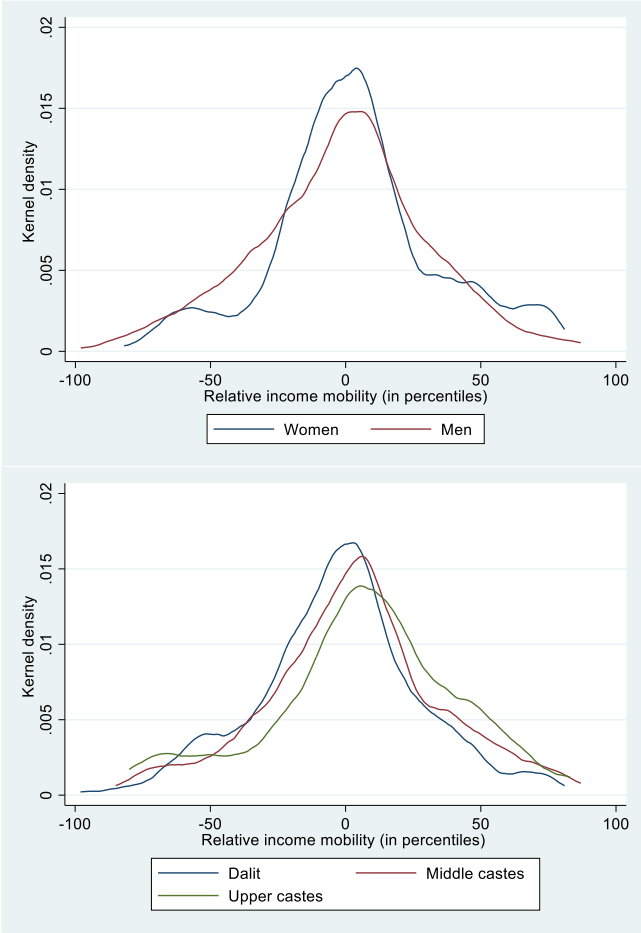 Kernel density
.02
.015
.01
.005
0
-100 -50 0 50 100
Relative income mobility (in percentiles)
Women Men
Kernel density
.02
.015
.01
.005
0
-100 -50 0 50 100
Relative income mobility (in percentiles)
Dalit Middle castes
Upper castes